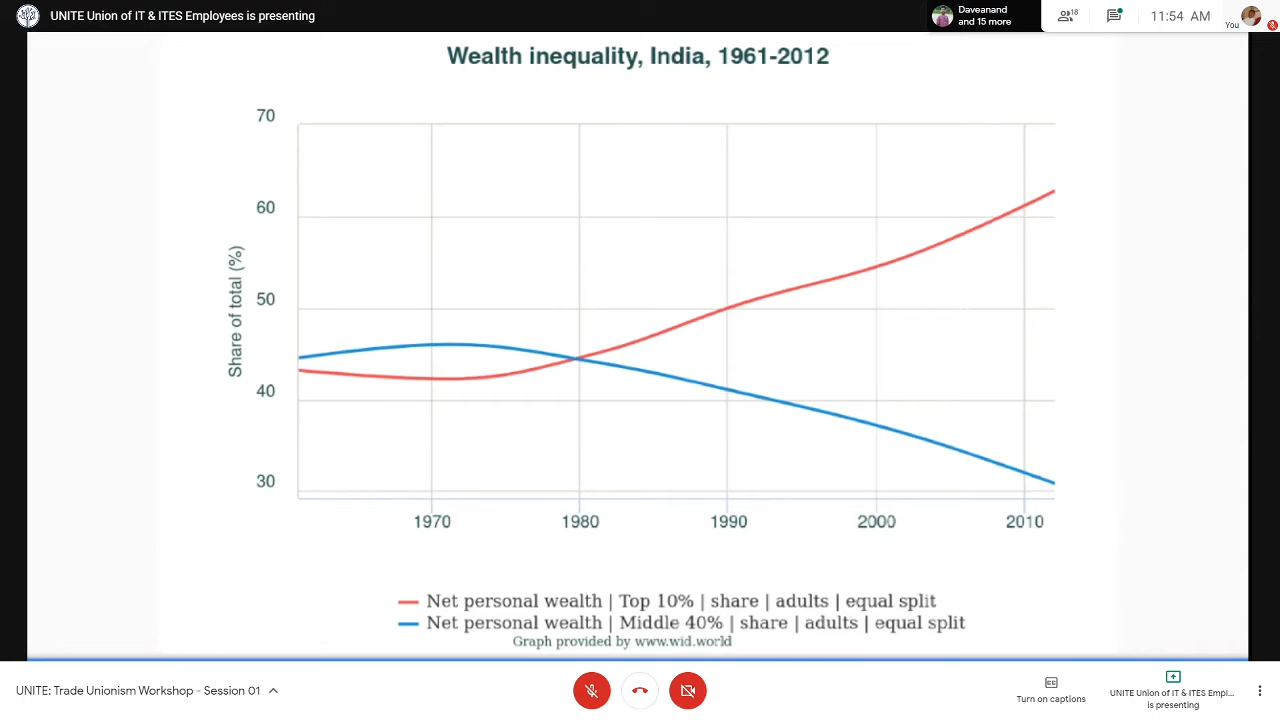 UNITE Union of IT & ITES Employees is presenting
Daveanand
and 15 more
18
11:54 AM
You
Wealth inequality, India, 1961-2012
70
60
50
40
30
Share of total (%)
1970 1980 1990 2000 2010
Net personal wealth | Top 10% | share | adults | equal split
Net personal wealth | Middle 40% | share | adults | equal split
Graph provided by www.wid.world
UNITE: Trade Unionism Workshop - Session 01
CC
Turn on captions
UNITE Union of IT & ITES Empl...
is presenting